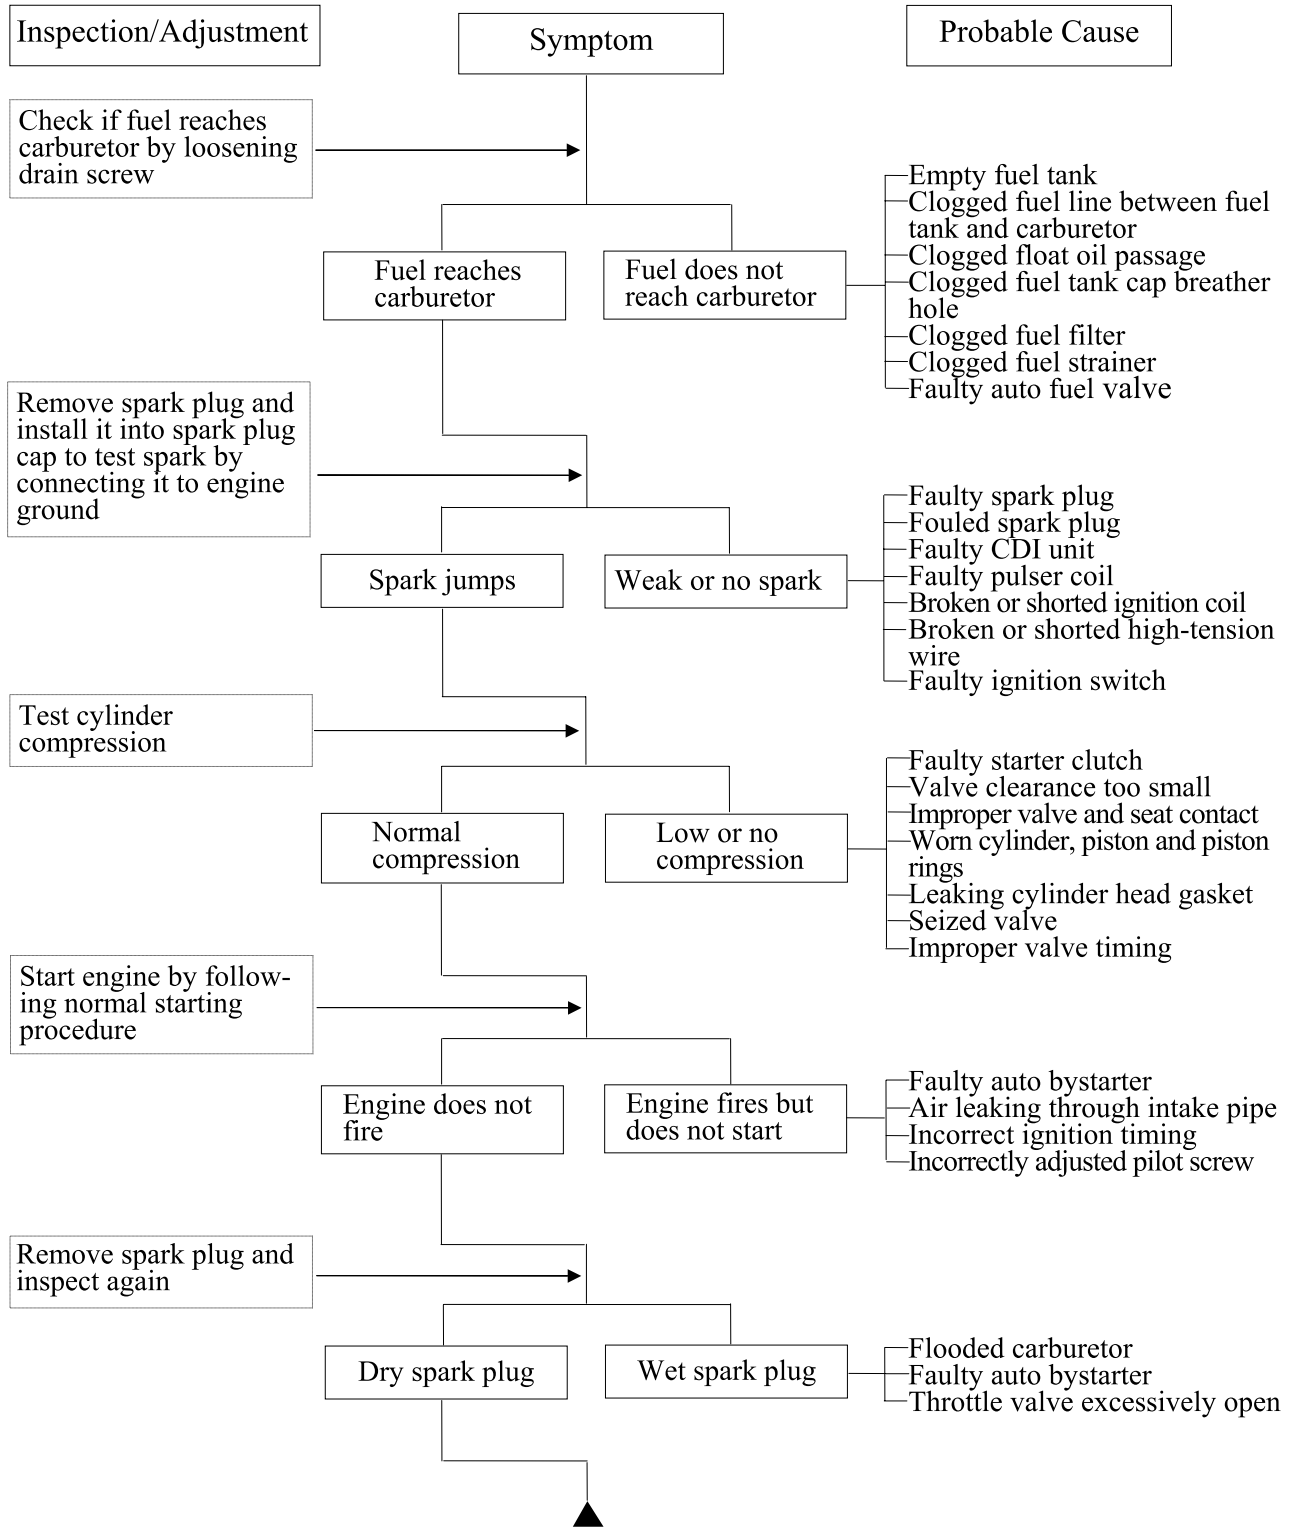 Inspection/Adjustment
Symptom
Probable Cause
Check if fuel reaches
carburetor by loosening
drain screw
Empty fuel tank
Clogged fuel line between fuel
tank and carburetor
Clogged float oil passage
Clogged fuel tank cap breather
hole
Clogged fuel filter
Clogged fuel strainer
Faulty auto fuel valve
Fuel reaches
carburetor
Fuel does not
reach carburetor
Remove spark plug and
install it into spark plug
cap to test spark by
connecting it to engine
ground
Faulty spark plug
Fouled spark plug
Faulty CDI unit
Faulty pulser coil
Broken or shorted ignition coil
Broken or shorted high-tension
wire
Faulty ignition switch
Spark jumps
Weak or no spark
Test cylinder
compression
Faulty starter clutch
Valve clearance too small
Improper valve and seat contact
Worn cylinder, piston and piston
rings
Leaking cylinder head gasket
Seized valve
Improper valve timing
Normal
compression
Low or no
compression
Start engine by follow-
ing normal starting
procedure
Engine does not
fire
Engine fires but
does not start
Faulty auto bystarter
Air leaking through intake pipe
Incorrect ignition timing
Incorrectly adjusted pilot screw
Remove spark plug and
inspect again
Dry spark plug
Wet spark plug
Flooded carburetor
Faulty auto bystarter
Throttle valve excessively open